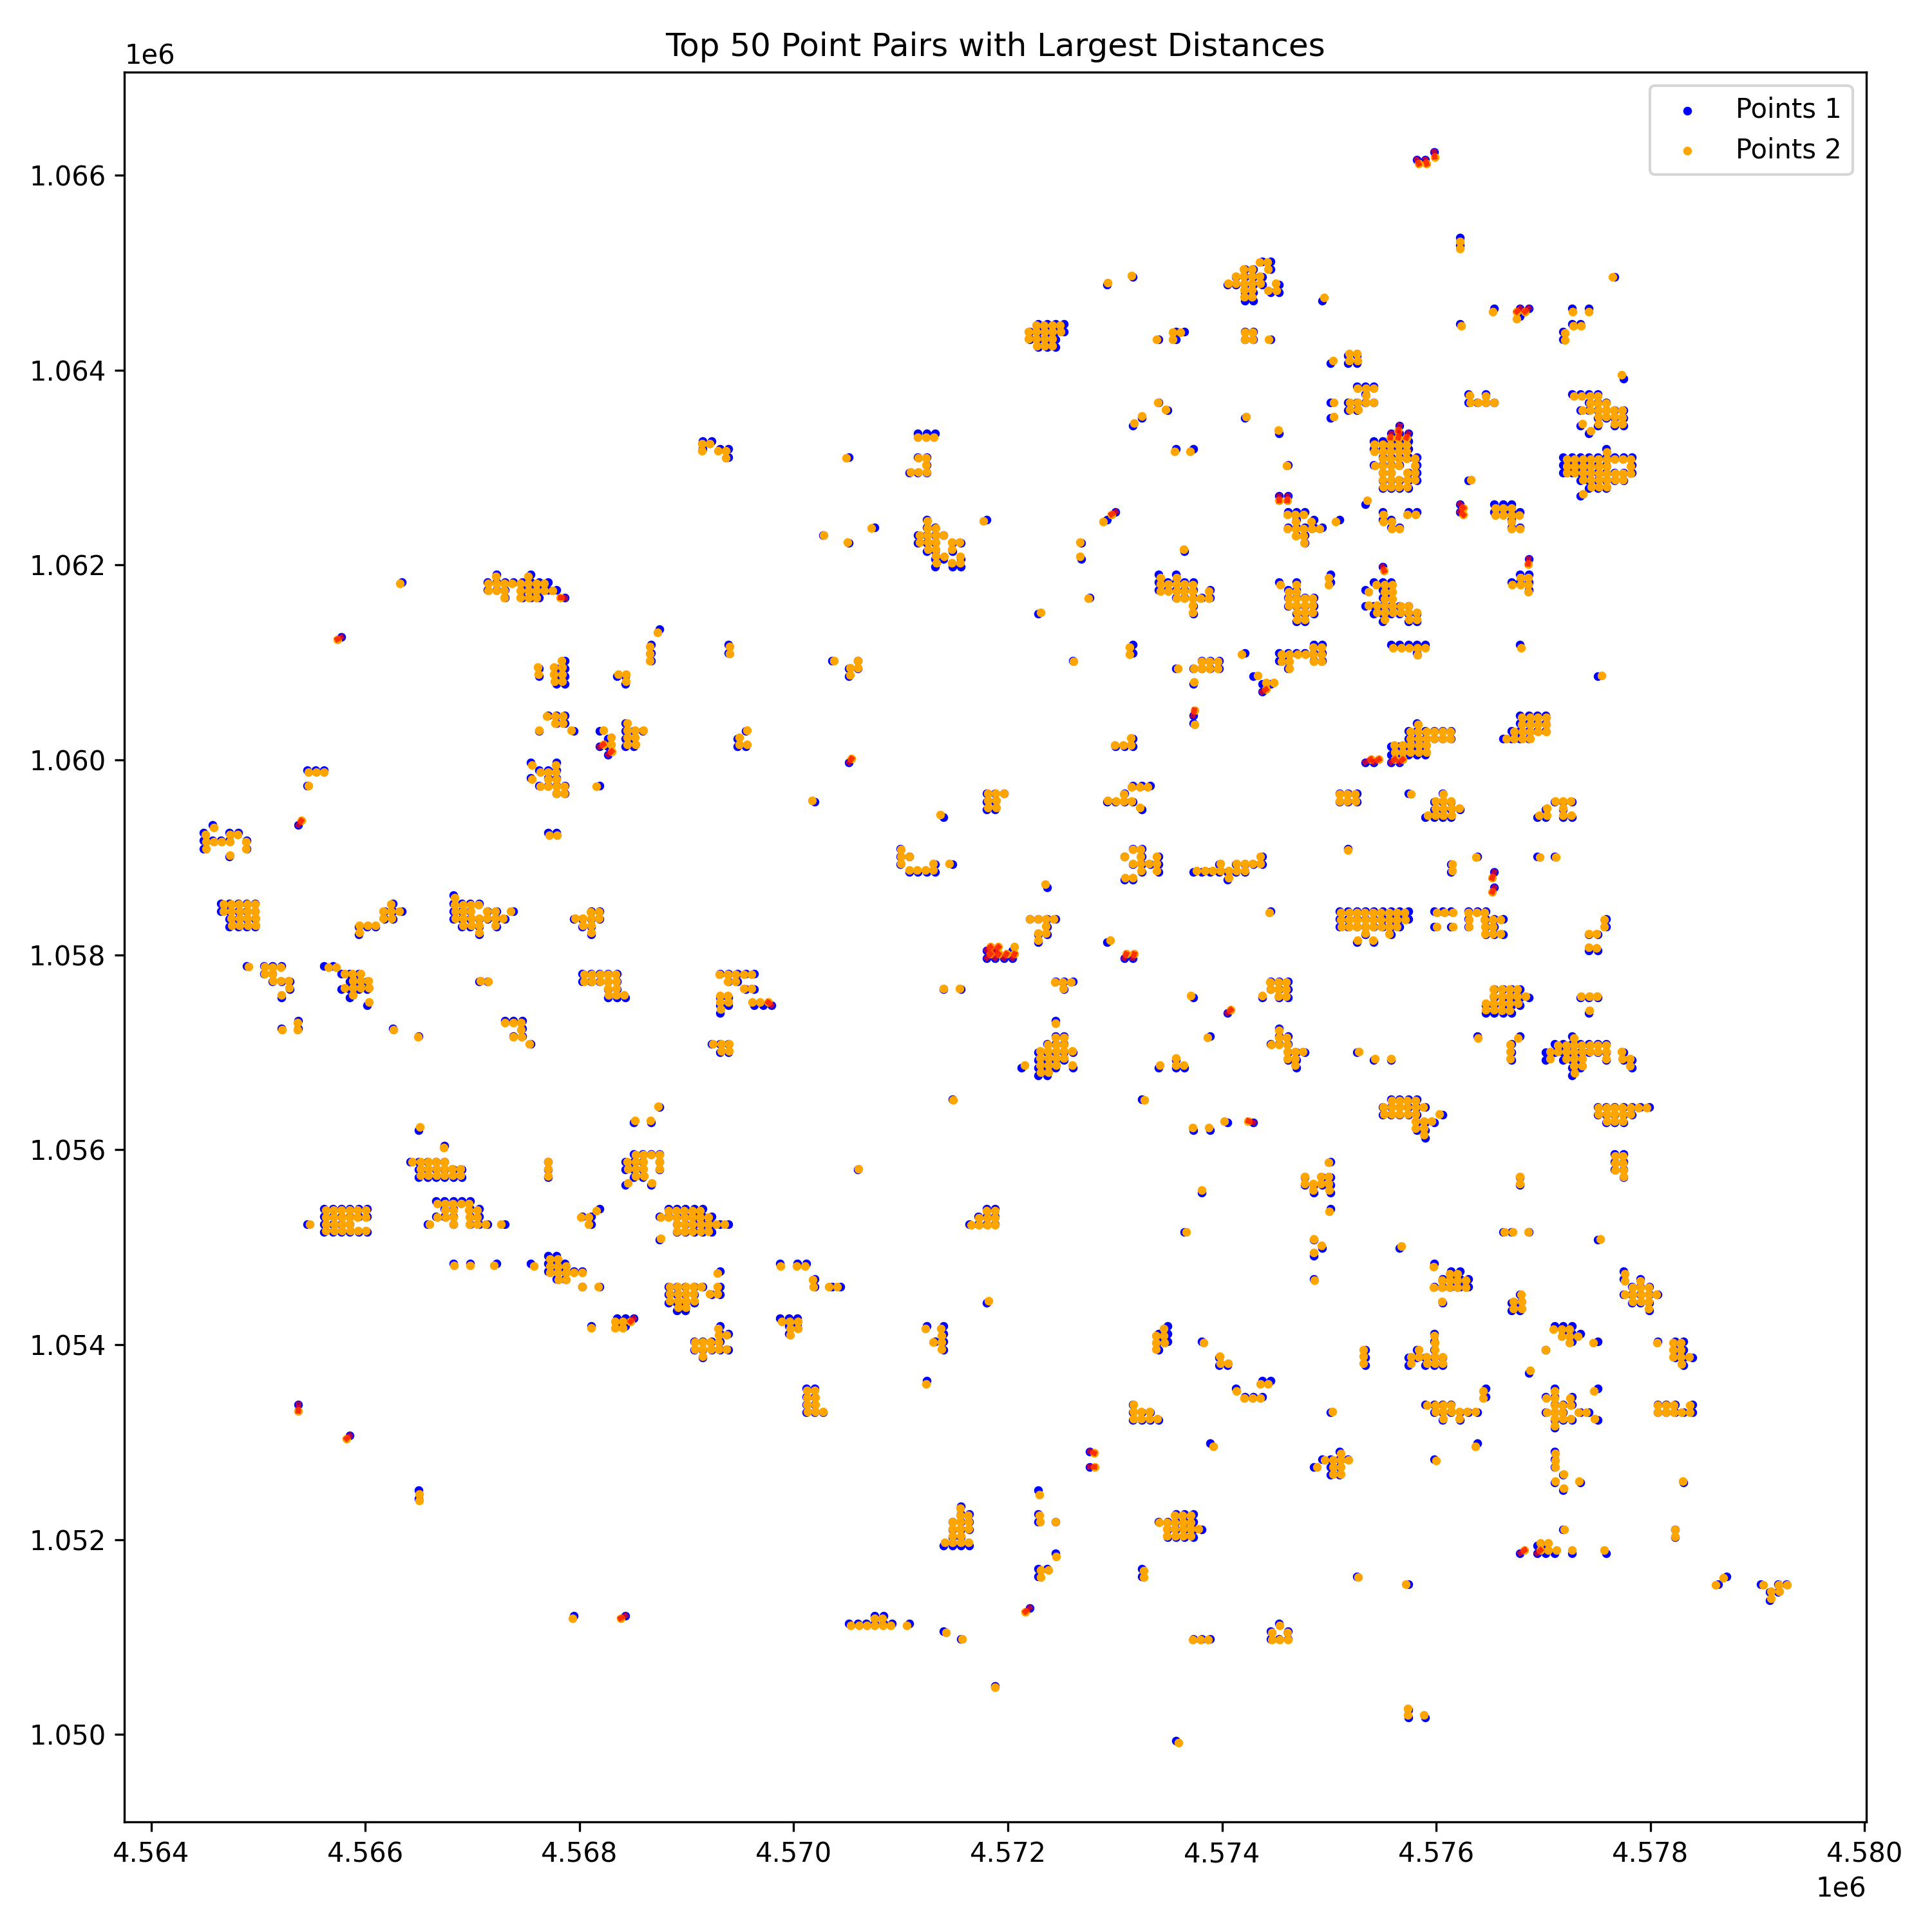 Top 50 Point Pairs with Largest Distances
1e6
Points 1
Points 2
1.066
1.064
1.062
1.060
1.058
1.056
1.054
1.052
1.050
4.564 4.566 4.568 4.570 4.572 4.574 4.576 4.578 4.580
1e6